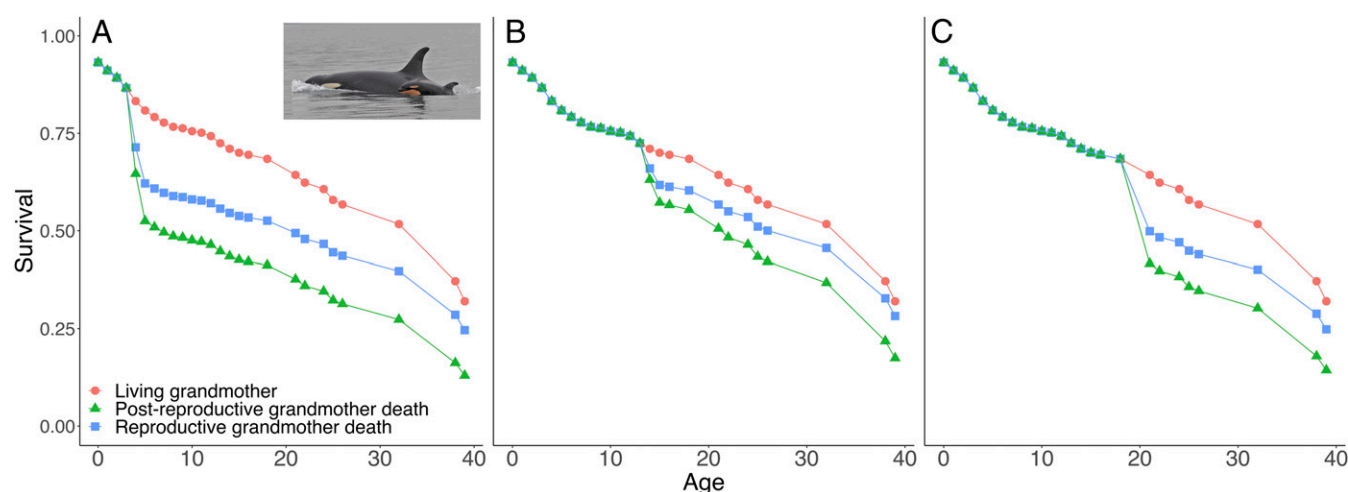 A
B
C
1.00
0.75
0.50
0.25
0.00
Survival
Living grandmother
Post-reproductive grandmother death
Reproductive grandmother death
0 10 20 30 40
0 10 20 30 40
0 10 20 30 40
Age